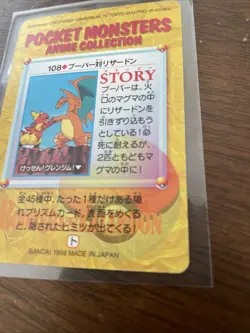 POCKET MONSTERS
ANIME COLLECTION
108◆ブーバー対リザードン
STORY
ブーバーは、火
口のマグマの中
にリザードンを
引きずり込もう
としている!必
死に耐えるが、
2匹ともどもマ
グマの中に!
けっせん!グレンジム!▼
全45種中、たった1種だけある隠
れプリズムカード。表面をめくる
と、隠されたヒミツが出てくる!
ト
BANDAI 1998 MADE IN JAPAN